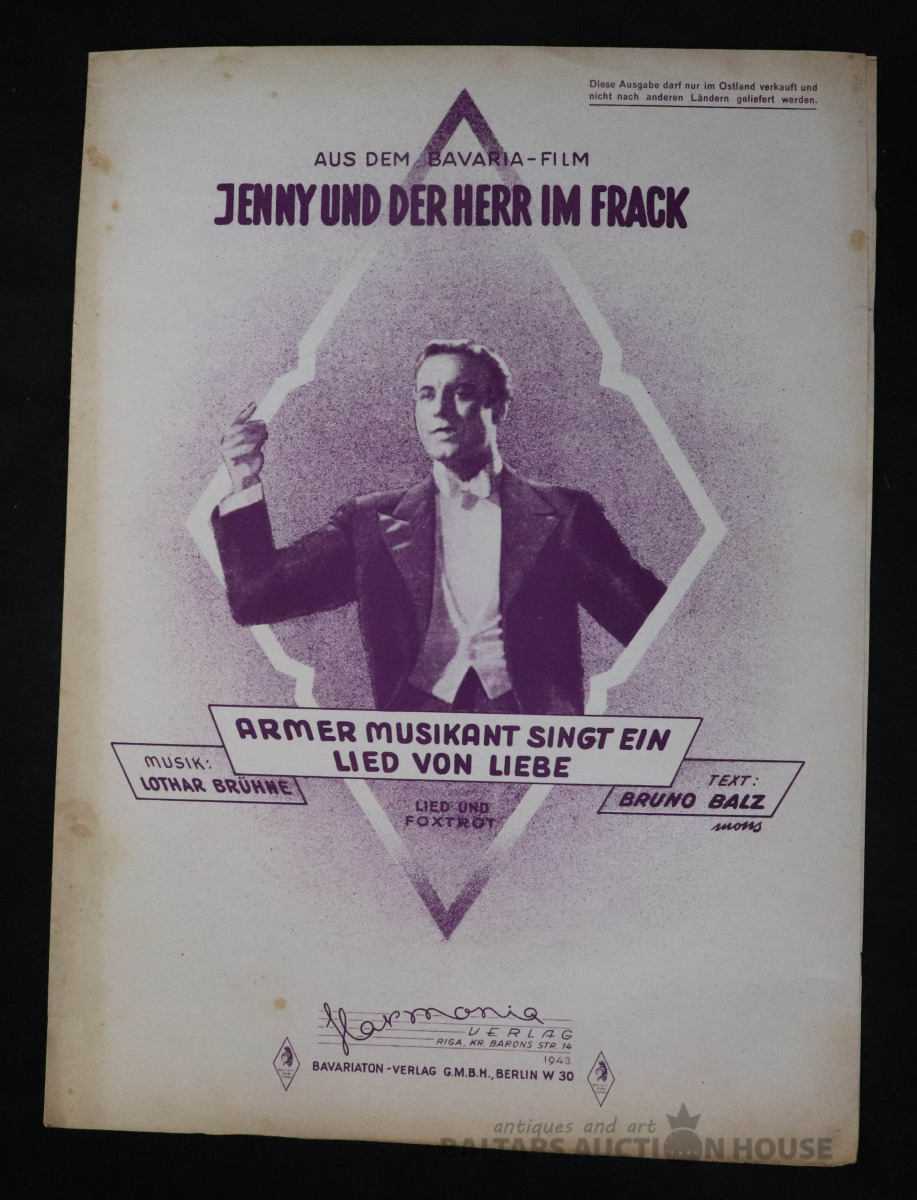 Diese Ausgabe darf nur im Ostland verkauft und
nicht nach anderen Ländern geliefert werden.
AUS DEM BAVARIA-FILM
JENNY UND DER HERR IM FRACK
ARMER MUSIKANT SINGT EIN
LIED VON LIEBE
MUSIK:
LOTHAR BRÜHNE
TEXT:
BRUNO BALZ
mons
LIED UND
FOXTROT
Harmonia
VERLAG
RIGA, KR. BARONS STR. 14
1943
BAVARIATON-VERLAG G.M.B.H., BERLIN W 30
antiques and art
BALTARS AUCTION HOUSE